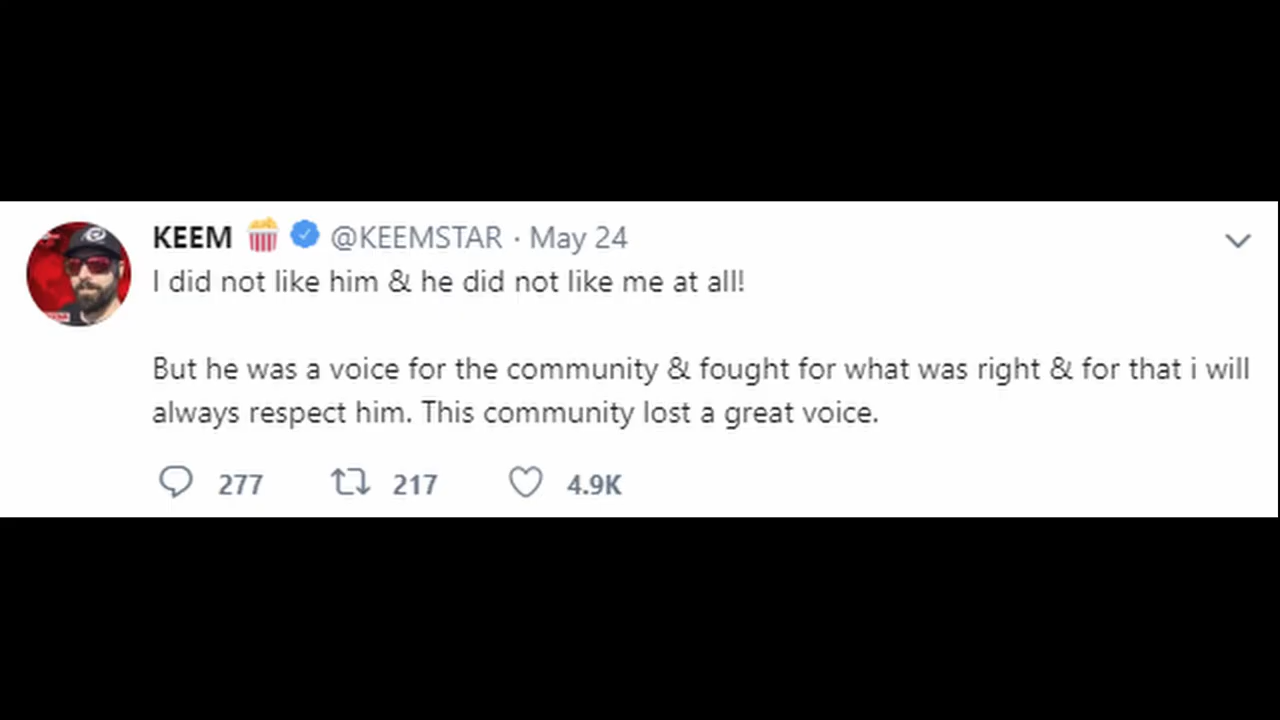 KEEM 🍿 @KEEMSTAR · May 24
I did not like him & he did not like me at all!
But he was a voice for the community & fought for what was right & for that i will
always respect him. This community lost a great voice.
277 217 4.9K